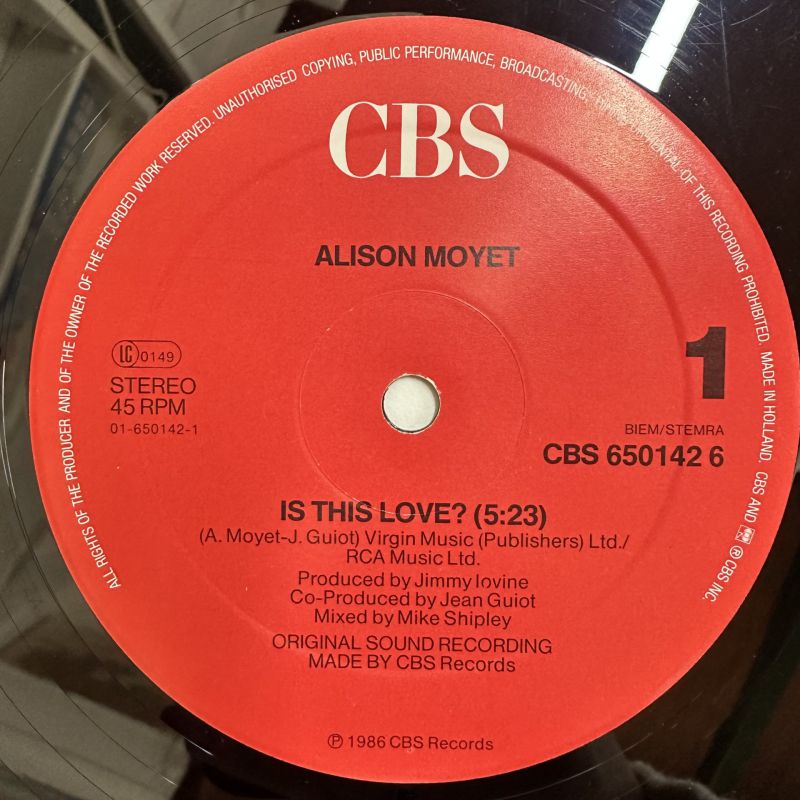 ALL RIGHTS OF THE PRODUCER AND OF THE OWNER OF THE RECORDED WORK RESERVED. UNAUTHORISED COPYING, PUBLIC PERFORMANCE, BROADCASTING, OF THIS RECORDING PROHIBITED. MADE IN HOLLAND. CBS AND ℗ CBS INC.
CBS
ALISON MOYET
1
LC 0149
STEREO
45 RPM
01-650142-1
BIEM/STEMRA
CBS 650142 6
IS THIS LOVE? (5:23)
(A. Moyet-J. Guiot) Virgin Music (Publishers) Ltd./
RCA Music Ltd.
Produced by Jimmy Iovine
Co-Produced by Jean Guiot
Mixed by Mike Shipley
ORIGINAL SOUND RECORDING
MADE BY CBS Records
℗ 1986 CBS Records